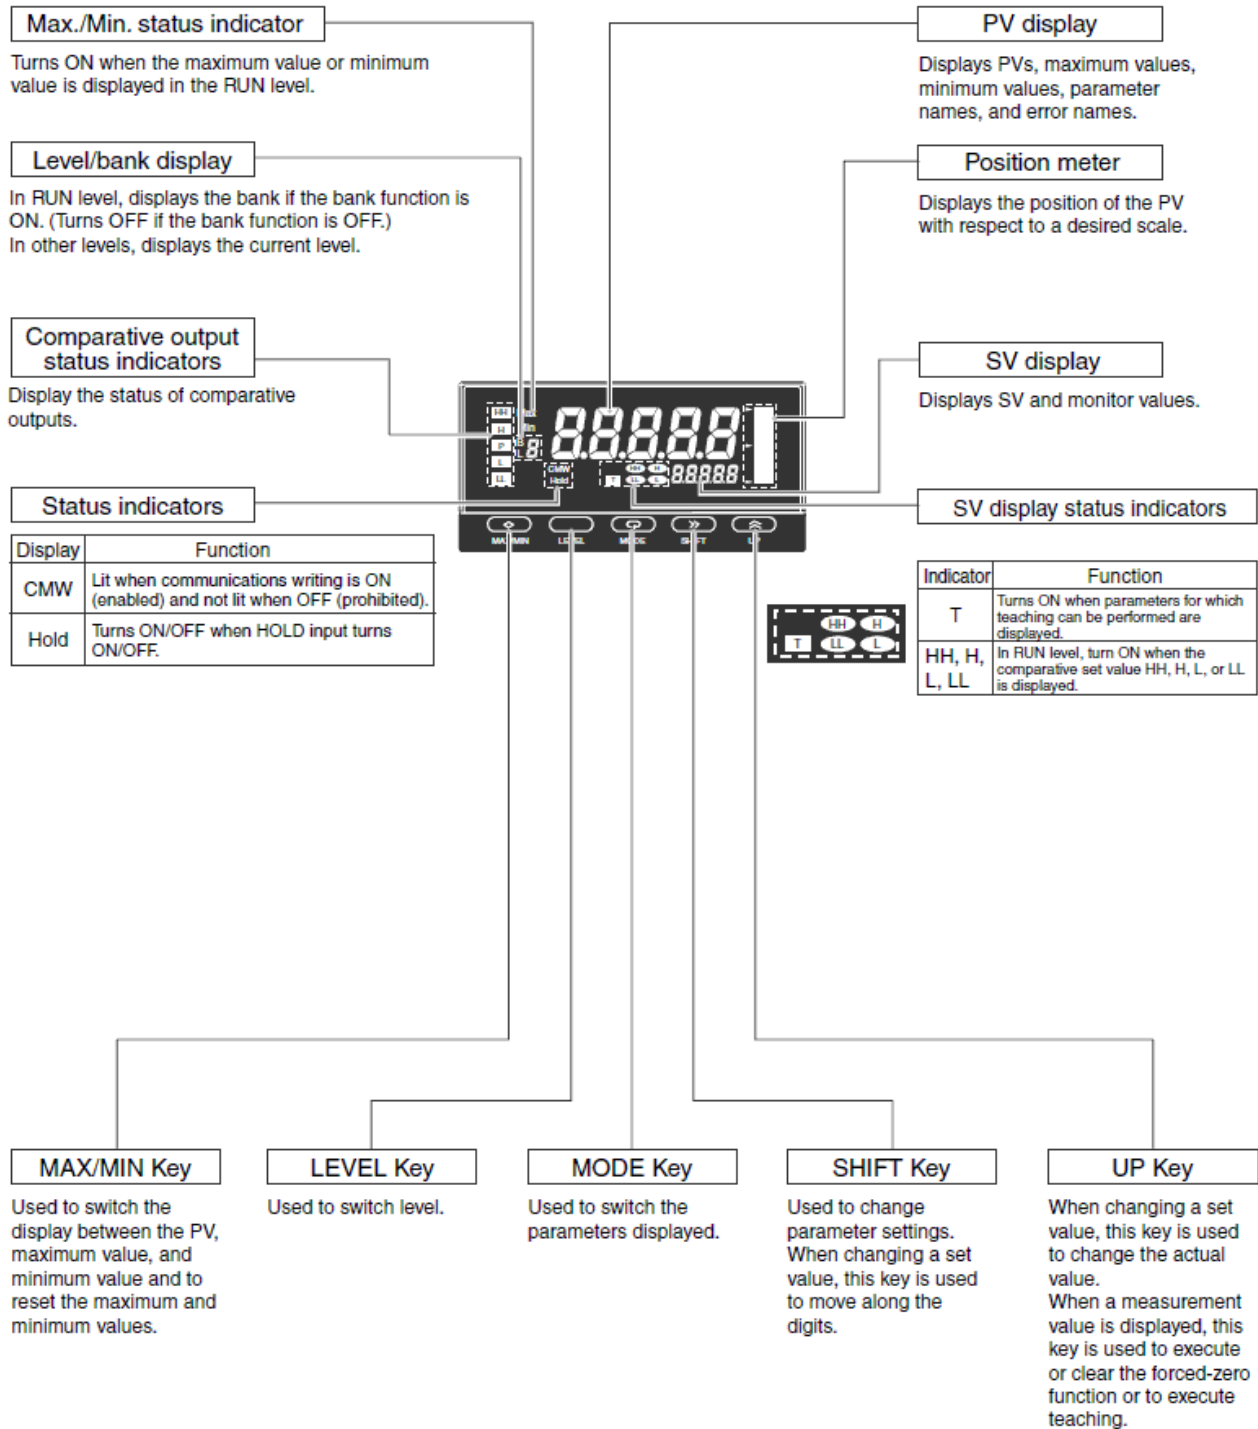 Max./Min. status indicator
Turns ON when the maximum value or minimum
value is displayed in the RUN level.
Level/bank display
In RUN level, displays the bank if the bank function is
ON. (Turns OFF if the bank function is OFF.)
In other levels, displays the current level.
Comparative output
status indicators
Display the status of comparative
outputs.
Status indicators
Display Function
CMW Lit when communications writing is ON
(enabled) and not lit when OFF (prohibited).
Hold Turns ON/OFF when HOLD input turns
ON/OFF.
PV display
Displays PVs, maximum values,
minimum values, parameter
names, and error names.
Position meter
Displays the position of the PV
with respect to a desired scale.
SV display
Displays SV and monitor values.
SV display status indicators
Indicator Function
T Turns ON when parameters for which
teaching can be performed are
displayed.
HH, H,
L, LL
In RUN level, turn ON when the
comparative set value HH, H, L, or LL
is displayed.
HH Max
H Min
P B
L L 8
LL
88888
CMW
Hold
T HH H
LL L
88888
MAX/MIN LEVEL MODE SHIFT UP
HH H
T LL L
MAX/MIN Key
Used to switch the
display between the PV,
maximum value, and
minimum value and to
reset the maximum and
minimum values.
LEVEL Key
Used to switch level.
MODE Key
Used to switch the
parameters displayed.
SHIFT Key
Used to change
parameter settings.
When changing a set
value, this key is used
to move along the
digits.
UP Key
When changing a set
value, this key is used
to change the actual
value.
When a measurement
value is displayed, this
key is used to execute
or clear the forced-zero
function or to execute
teaching.